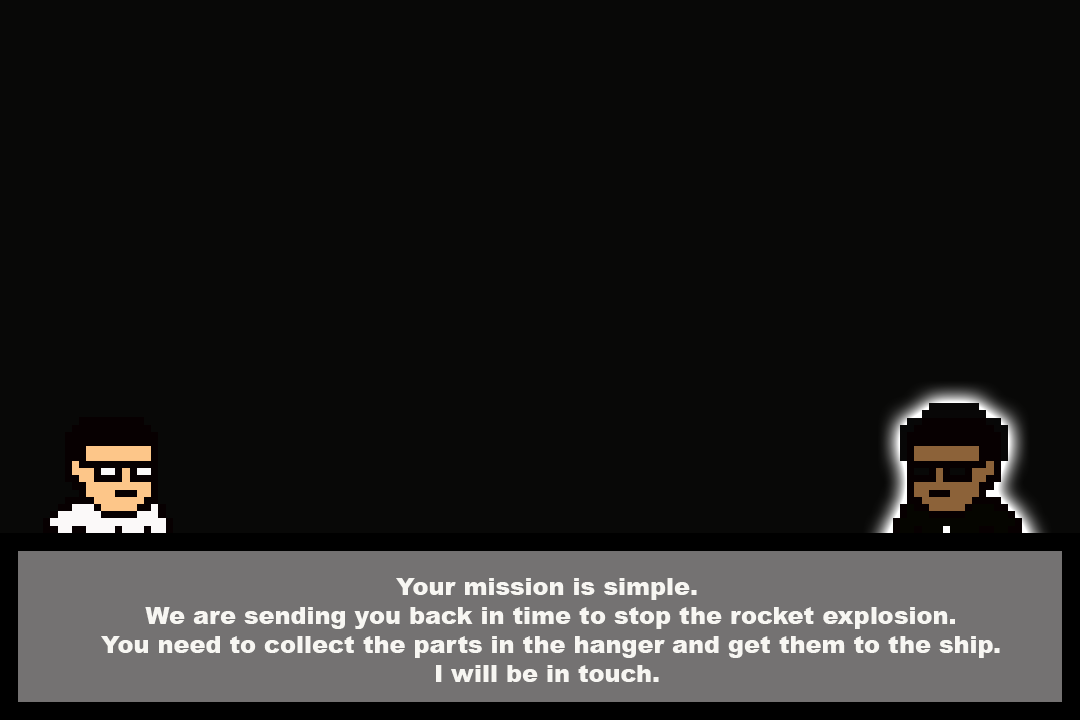 Your mission is simple.
We are sending you back in time to stop the rocket explosion.
You need to collect the parts in the hanger and get them to the ship.
I will be in touch.